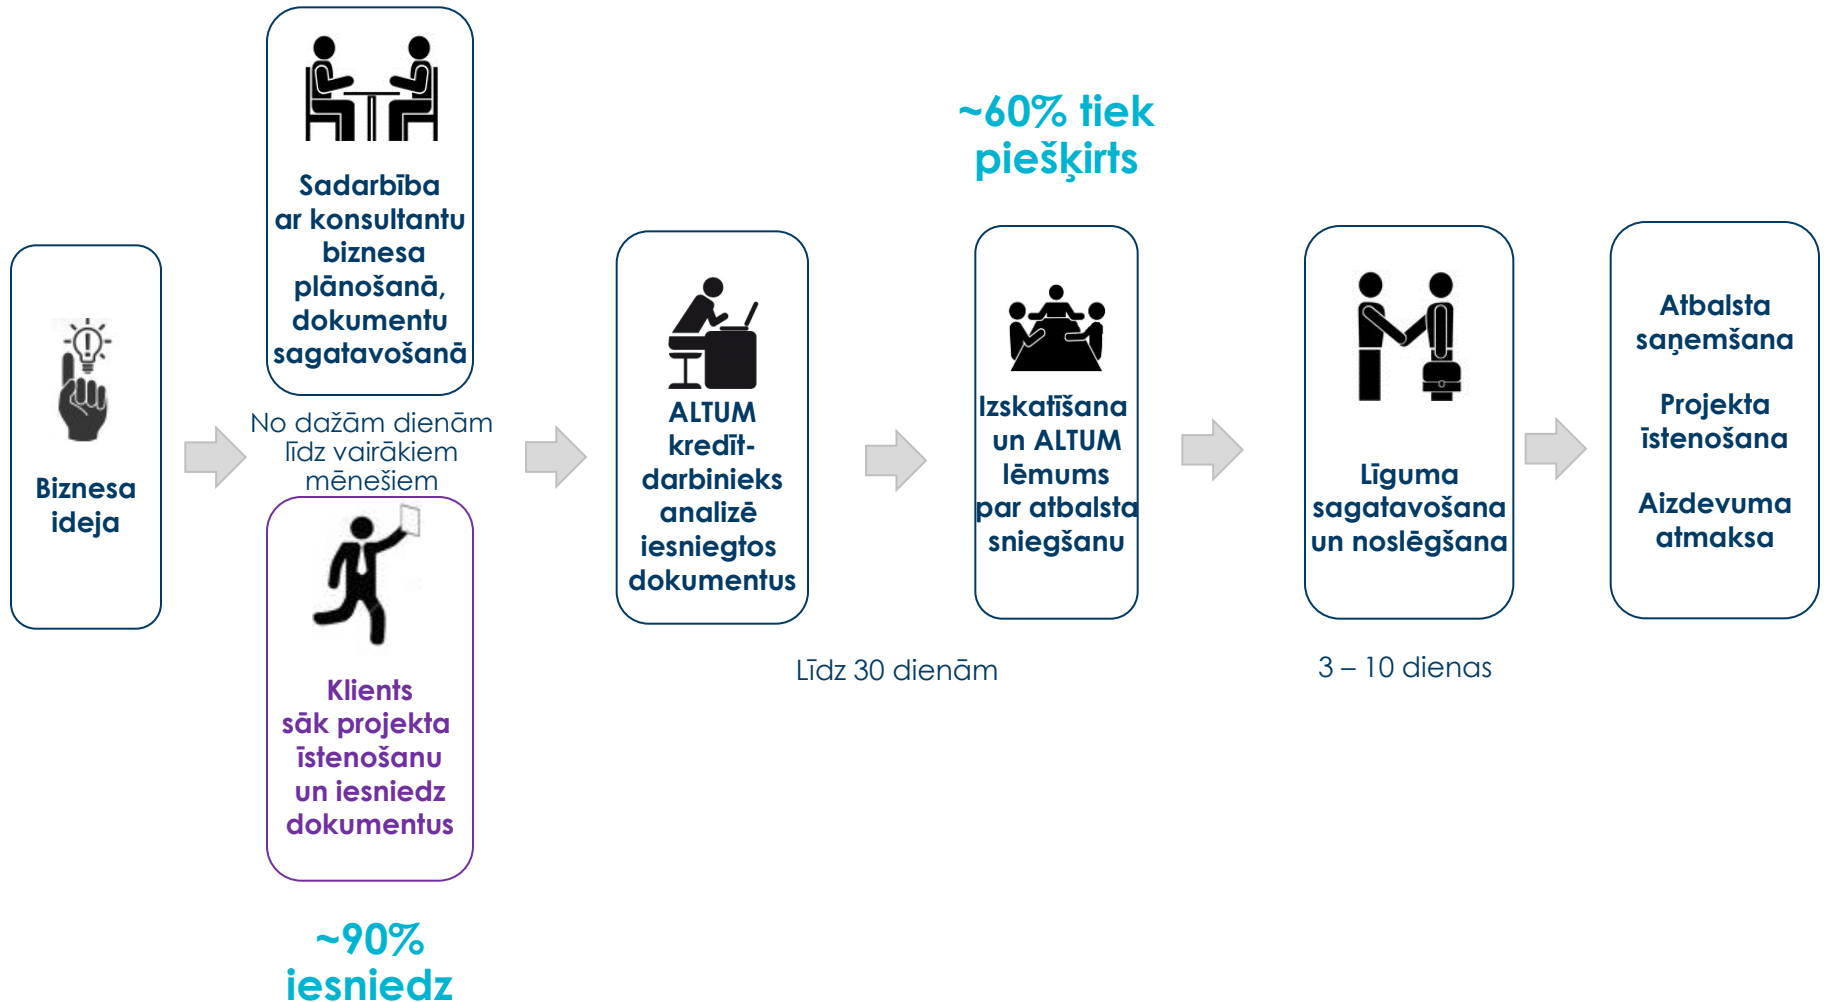 Biznesa
ideja
Sadarbība
ar konsultantu
biznesa
plānošanā,
dokumentu
sagatavošanā
No dažām dienām
līdz vairākiem
mēnešiem
Klients
sāk projekta
īstenošanu
un iesniedz
dokumentus
~90%
iesniedz
ALTUM
kredīt-
darbinieks
analizē
iesniegtos
dokumentus
Līdz 30 dienām
~60% tiek
piešķirts
Izskatīšana
un ALTUM
lēmums
par atbalsta
sniegšanu
Līguma
sagatavošana
un noslēgšana
3 – 10 dienas
Atbalsta
saņemšana
Projekta
īstenošana
Aizdevuma
atmaksa